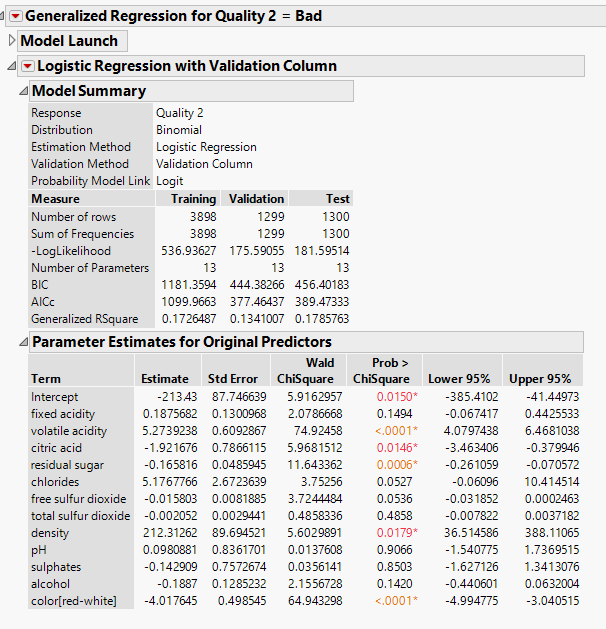 Generalized Regression for Quality 2 = Bad
Model Launch
Logistic Regression with Validation Column
Model Summary
Response Quality 2
Distribution Binomial
Estimation Method Logistic Regression
Validation Method Validation Column
Probability Model Link Logit
Measure Training Validation Test
Number of rows 3898 1299 1300
Sum of Frequencies 3898 1299 1300
-LogLikelihood 536.93627 175.59055 181.59514
Number of Parameters 13 13 13
BIC 1181.3594 444.38266 456.40183
AICc 1099.9663 377.46437 389.47333
Generalized RSquare 0.1726487 0.1341007 0.1785763
Parameter Estimates for Original Predictors
Wald Prob >
Term Estimate Std Error ChiSquare ChiSquare Lower 95% Upper 95%
Intercept -213.43 87.746639 5.9162957 0.0150* -385.4102 -41.44973
fixed acidity 0.1875682 0.1300968 2.0786668 0.1494 -0.067417 0.4425533
volatile acidity 5.2739238 0.6092867 74.92458 <.0001* 4.0797438 6.4681038
citric acid -1.921676 0.7866115 5.9681512 0.0146* -3.463406 -0.379946
residual sugar -0.165816 0.0485945 11.643362 0.0006* -0.261059 -0.070572
chlorides 5.1767766 2.6723639 3.75256 0.0527 -0.06096 10.414514
free sulfur dioxide -0.015803 0.0081885 3.7244484 0.0536 -0.031852 0.0002463
total sulfur dioxide -0.002052 0.0029441 0.4858336 0.4858 -0.007822 0.0037182
density 212.31262 89.694521 5.6029891 0.0179* 36.514586 388.11065
pH 0.0980881 0.8361701 0.0137608 0.9066 -1.540775 1.7369515
sulphates -0.142909 0.7572674 0.0356141 0.8503 -1.627126 1.3413076
alcohol -0.1887 0.1285232 2.1556728 0.1420 -0.440601 0.0632004
color[red-white] -4.017645 0.498545 64.943298 <.0001* -4.994775 -3.040515